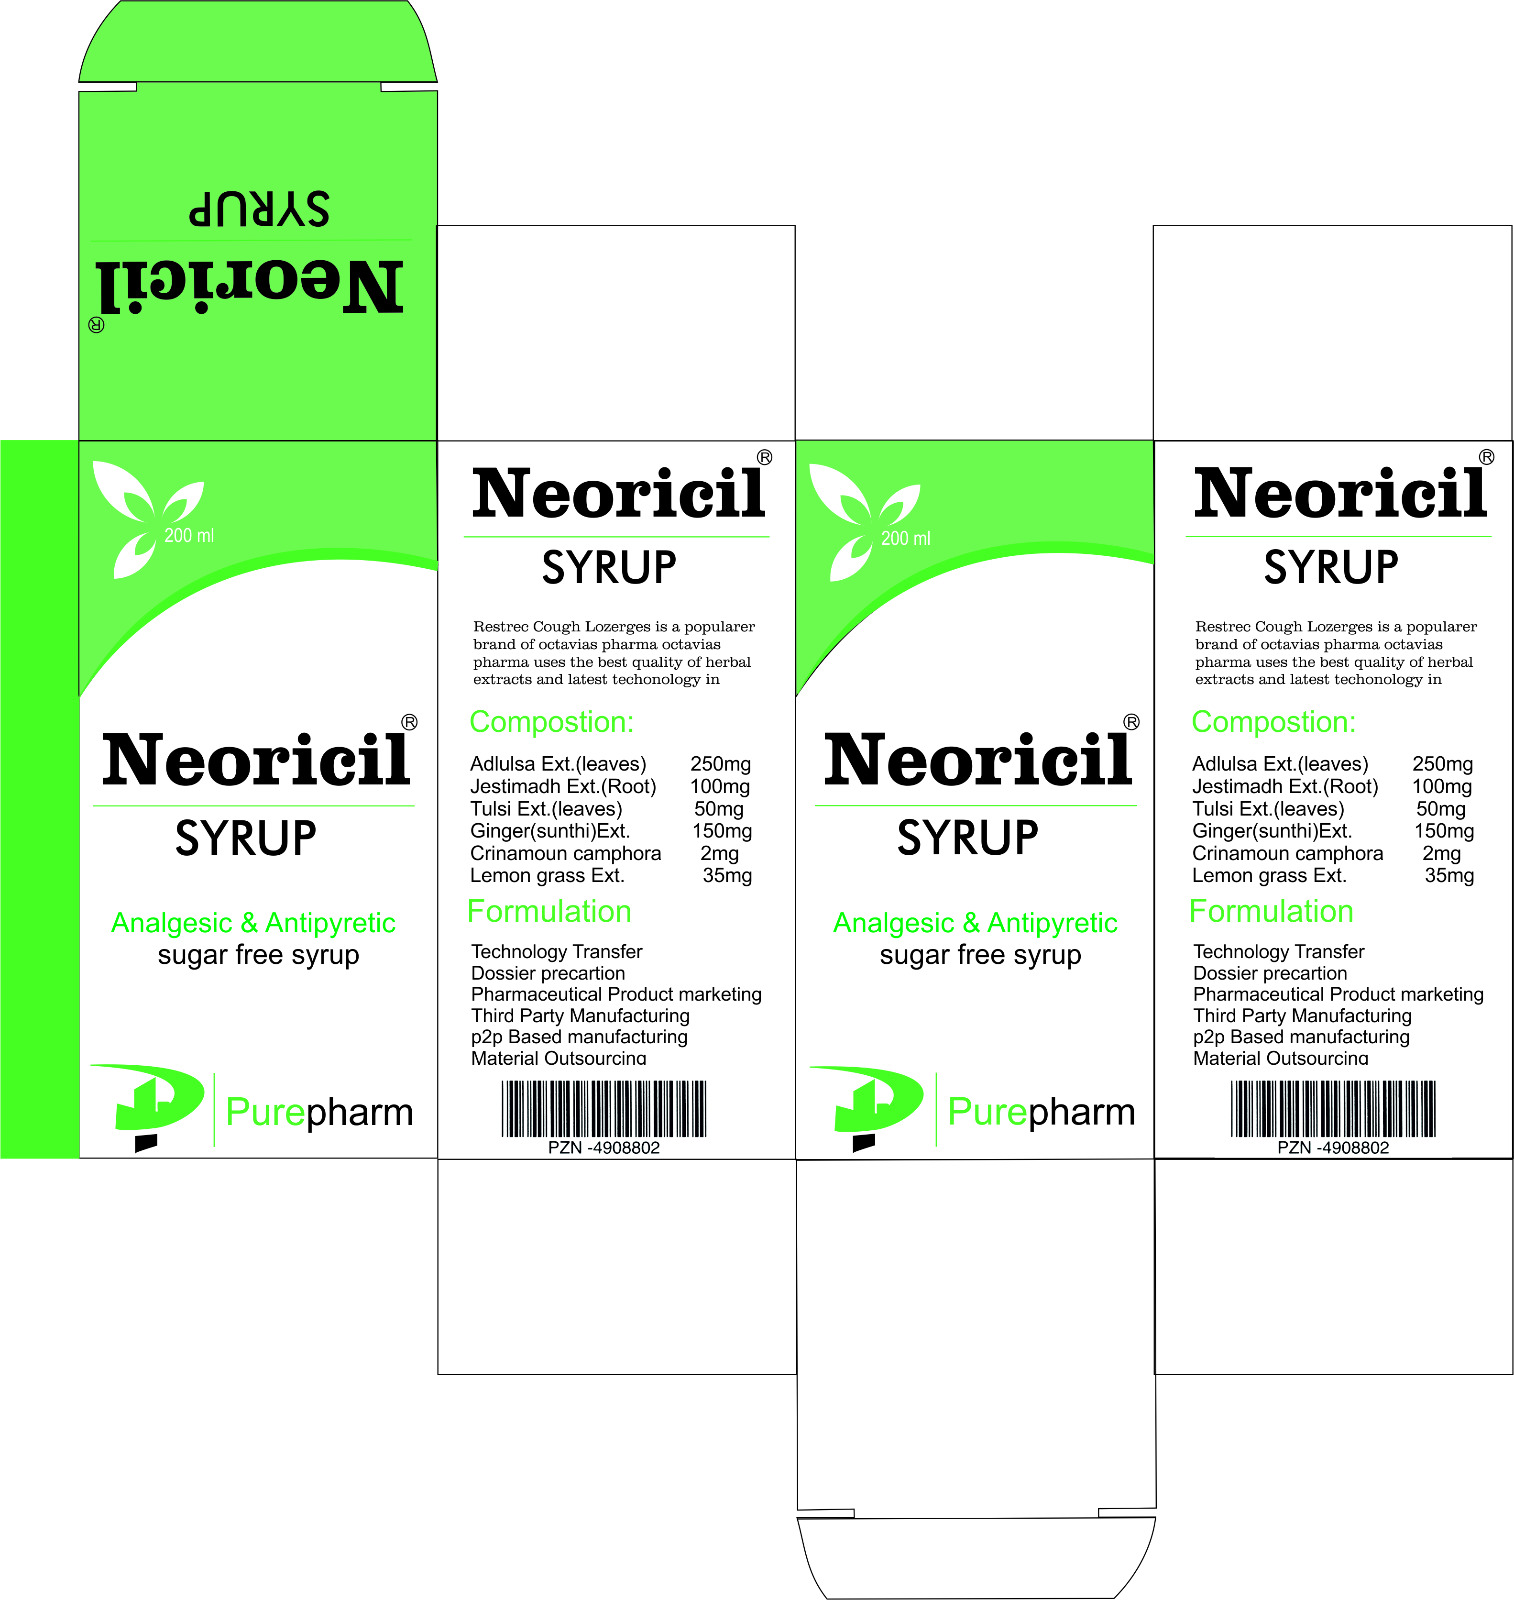 SYRUP
Neoricil®
200 ml
Neoricil®
SYRUP
Analgesic & Antipyretic
sugar free syrup
Purepharm
Neoricil®
SYRUP
Restrec Cough Lozerges is a popularer
brand of octavias pharma octavias
pharma uses the best quality of herbal
extracts and latest techonology in
Compostion:
Adlulsa Ext.(leaves) 250mg
Jestimadh Ext.(Root) 100mg
Tulsi Ext.(leaves) 50mg
Ginger(sunthi)Ext. 150mg
Crinamoun camphora 2mg
Lemon grass Ext. 35mg
Formulation
Technology Transfer
Dossier precartion
Pharmaceutical Product marketing
Third Party Manufacturing
p2p Based manufacturing
Material Outsourcing
PZN -4908802
200 ml
Neoricil®
SYRUP
Analgesic & Antipyretic
sugar free syrup
Purepharm
Neoricil®
SYRUP
Restrec Cough Lozerges is a popularer
brand of octavias pharma octavias
pharma uses the best quality of herbal
extracts and latest techonology in
Compostion:
Adlulsa Ext.(leaves) 250mg
Jestimadh Ext.(Root) 100mg
Tulsi Ext.(leaves) 50mg
Ginger(sunthi)Ext. 150mg
Crinamoun camphora 2mg
Lemon grass Ext. 35mg
Formulation
Technology Transfer
Dossier precartion
Pharmaceutical Product marketing
Third Party Manufacturing
p2p Based manufacturing
Material Outsourcing
PZN -4908802